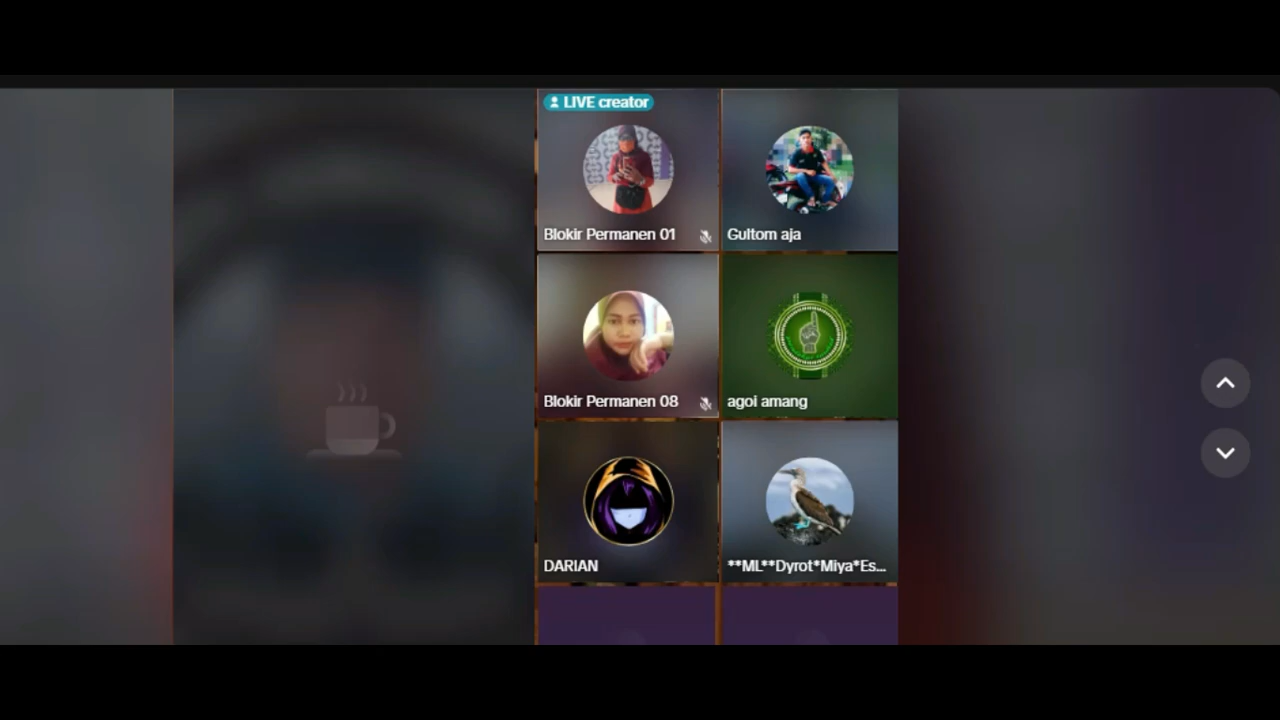 LIVE creator
Blokir Permanen 01
Gultom aja
Blokir Permanen 08
agoi amang
DARIAN
**ML**Dyrot*Miya*Es...